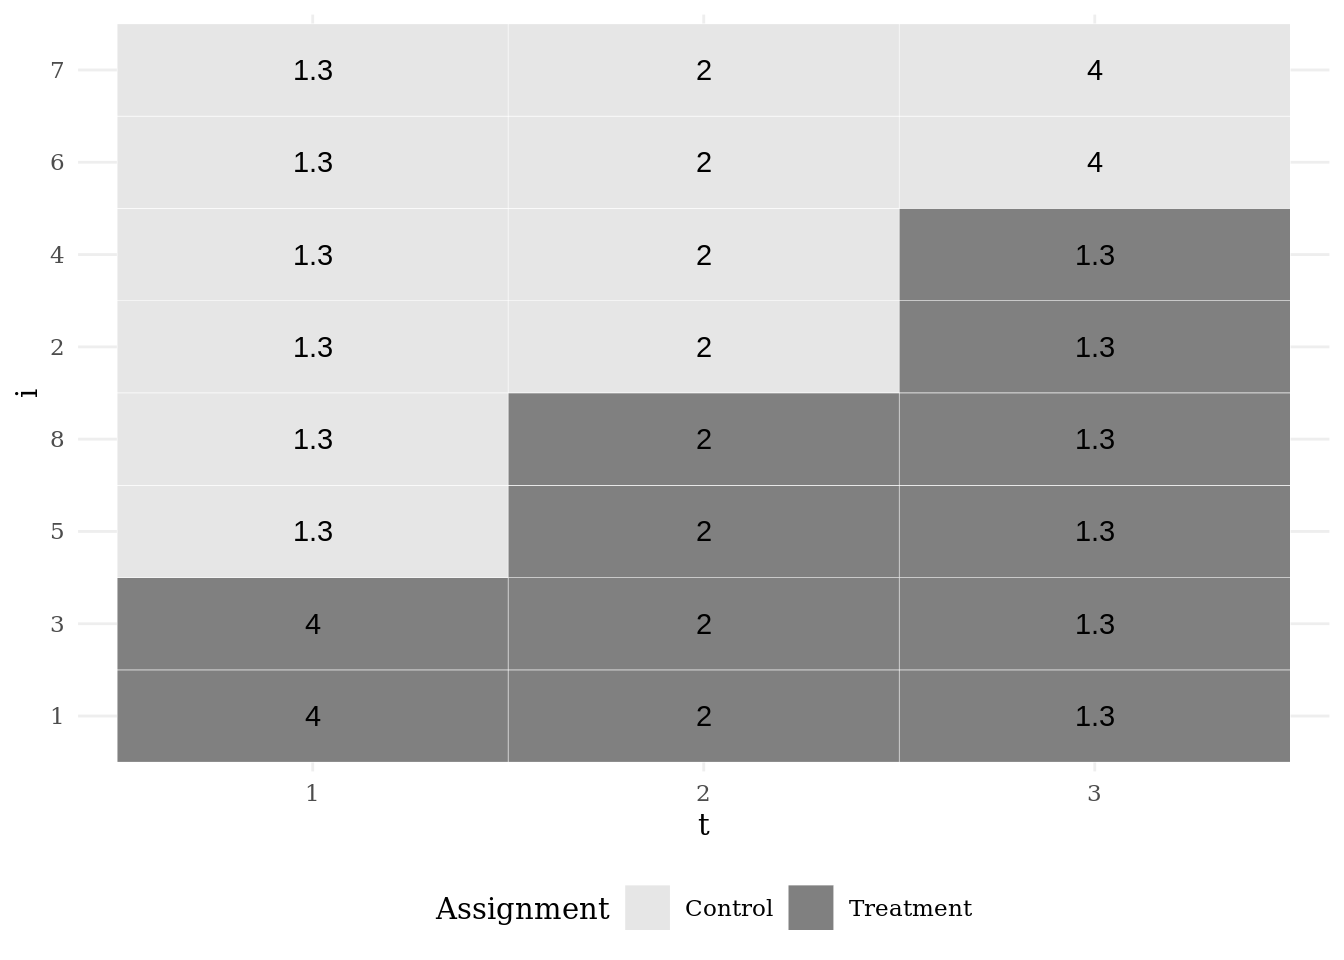 7 1.3 2 4
6 1.3 2 4
4 1.3 2 1.3
2 1.3 2 1.3
i
8 1.3 2 1.3
5 1.3 2 1.3
3 4 2 1.3
1 4 2 1.3
1 2 3
t
Assignment Control Treatment